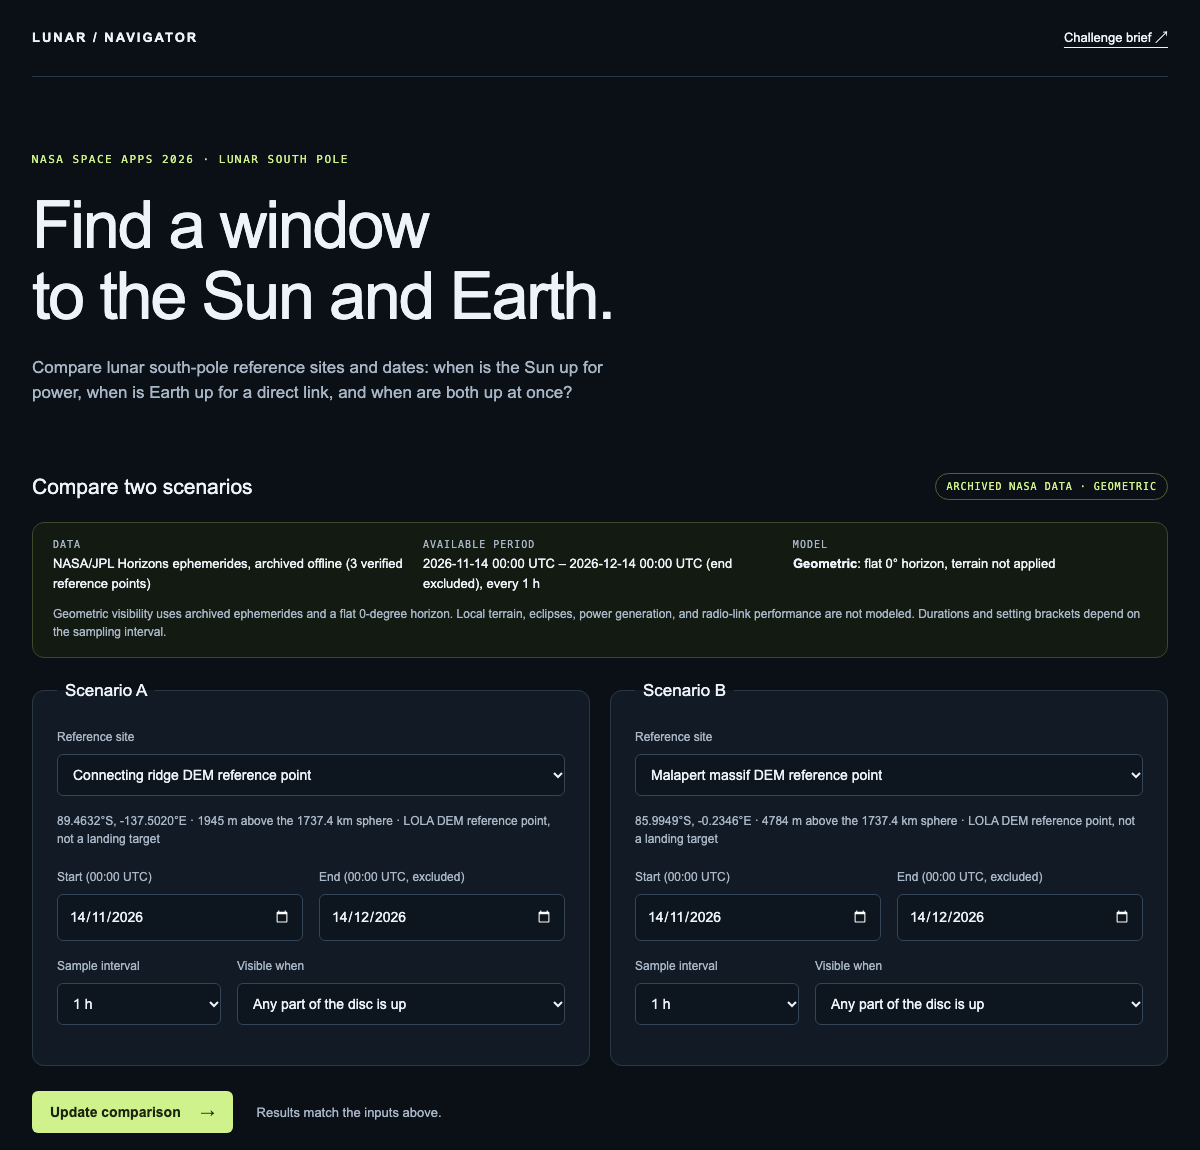 LUNAR / NAVIGATOR
Challenge brief ↗
NASA SPACE APPS 2026 · LUNAR SOUTH POLE
Find a window
to the Sun and Earth.
Compare lunar south-pole reference sites and dates: when is the Sun up for
power, when is Earth up for a direct link, and when are both up at once?
Compare two scenarios
ARCHIVED NASA DATA · GEOMETRIC
DATA
NASA/JPL Horizons ephemerides, archived offline (3 verified
reference points)
AVAILABLE PERIOD
2026-11-14 00:00 UTC – 2026-12-14 00:00 UTC (end
excluded), every 1 h
MODEL
Geometric: flat 0° horizon, terrain not applied
Geometric visibility uses archived ephemerides and a flat 0-degree horizon. Local terrain, eclipses, power generation, and radio-link performance are not modeled. Durations and setting brackets depend on
the sampling interval.
Scenario A
Reference site
Connecting ridge DEM reference point
89.4632°S, -137.5020°E · 1945 m above the 1737.4 km sphere · LOLA DEM reference point,
not a landing target
Start (00:00 UTC)
End (00:00 UTC, excluded)
14/11/2026
14/12/2026
Sample interval
Visible when
1 h
Any part of the disc is up
Scenario B
Reference site
Malapert massif DEM reference point
85.9949°S, -0.2346°E · 4784 m above the 1737.4 km sphere · LOLA DEM reference point, not
a landing target
Start (00:00 UTC)
End (00:00 UTC, excluded)
14/11/2026
14/12/2026
Sample interval
Visible when
1 h
Any part of the disc is up
Update comparison →
Results match the inputs above.